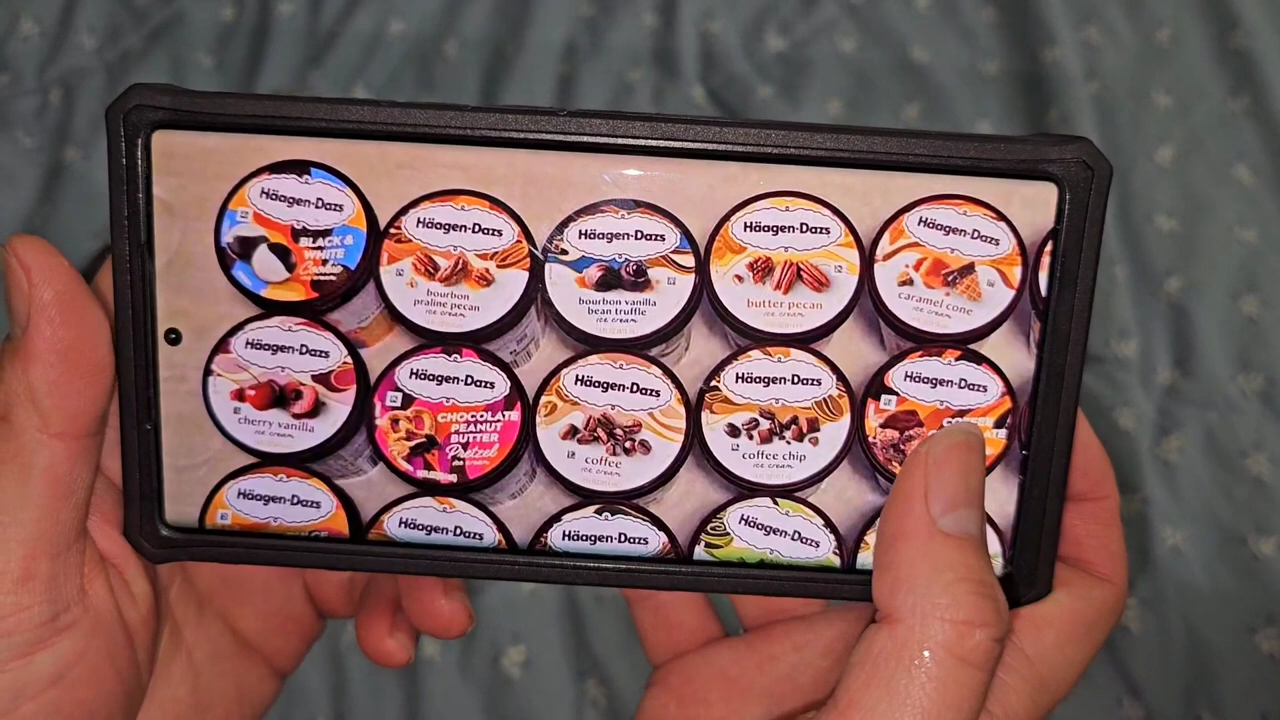 Häagen-Dazs
BLACK &
WHITE
Cookie
ice cream
Häagen-Dazs
bourbon
praline pecan
ice cream
Häagen-Dazs
bourbon vanilla
bean truffle
ice cream
Häagen-Dazs
butter pecan
ice cream
Häagen-Dazs
caramel cone
ice cream
Häagen-Dazs
cherry vanilla
ice cream
Häagen-Dazs
CHOCOLATE
PEANUT
BUTTER
Pretzel
ice cream
Häagen-Dazs
coffee
ice cream
Häagen-Dazs
coffee chip
ice cream
Häagen-Dazs
Häagen-Dazs
Häagen-Dazs
Häagen-Dazs
Häagen-Dazs